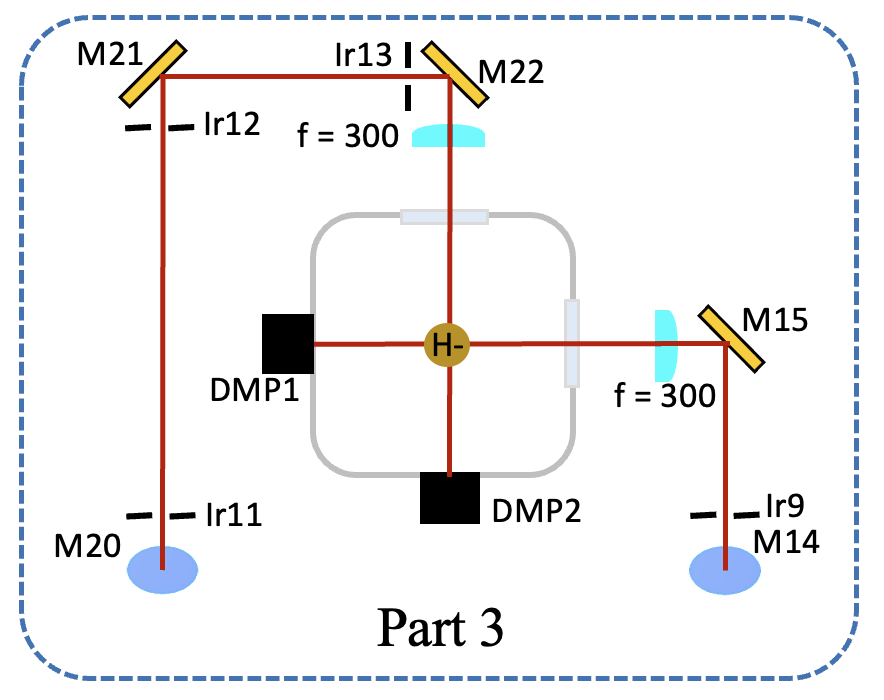 M21
Ir13
M22
Ir12
f = 300
M15
H-
DMP1
f = 300
Ir9
Ir11
DMP2
M20
M14
Part 3